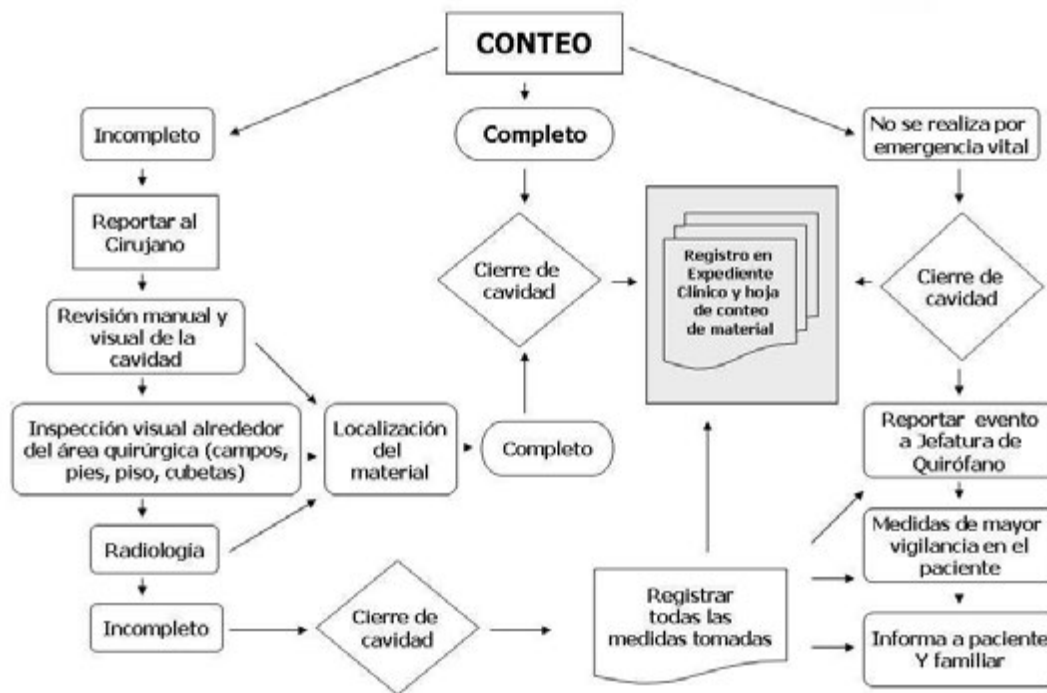 CONTEO
Incompleto
Completo
No se realiza por
emergencia vital
Reportar al
Cirujano
Cierre de
cavidad
Registro en
Expediente
Clínico y hoja
de conteo
de material
Cierre de
cavidad
Revisión manual y
visual de la
cavidad
Inspección visual alrededor
del área quirúrgica (campos,
pies, piso, cubetas)
Localización
del
material
Completo
Reportar evento
a Jefatura de
Quirófano
Radiología
Medidas de mayor
vigilancia en el
paciente
Incompleto
Cierre de
cavidad
Registrar
todas las
medidas tomadas
Informa a paciente
Y familiar